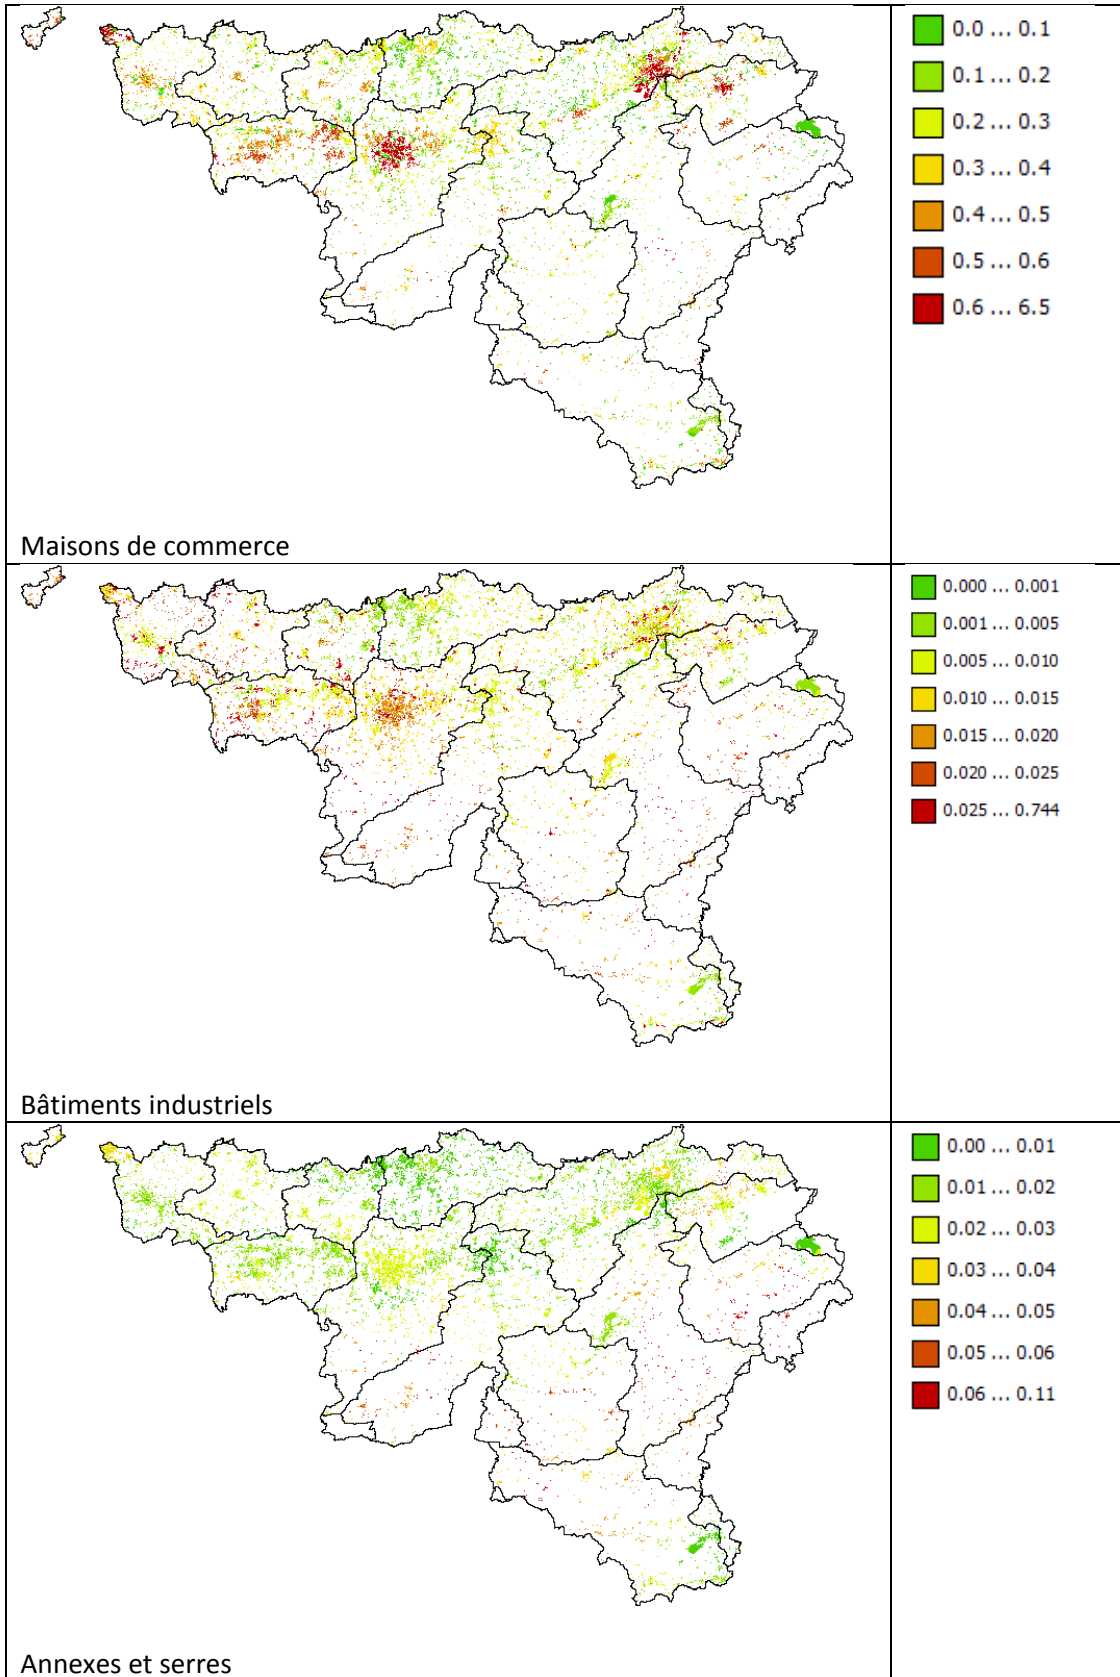 0.0 ... 0.1
0.1 ... 0.2
0.2 ... 0.3
0.3 ... 0.4
0.4 ... 0.5
0.5 ... 0.6
0.6 ... 6.5
Maisons de commerce
0.000 ... 0.001
0.001 ... 0.005
0.005 ... 0.010
0.010 ... 0.015
0.015 ... 0.020
0.020 ... 0.025
0.025 ... 0.744
Bâtiments industriels
0.00 ... 0.01
0.01 ... 0.02
0.02 ... 0.03
0.03 ... 0.04
0.04 ... 0.05
0.05 ... 0.06
0.06 ... 0.11
Annexes et serres